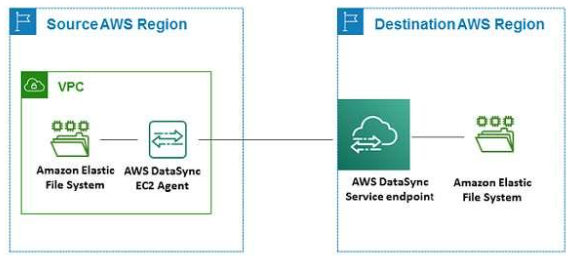 Source AWS Region
Destination AWS Region
VPC
Amazon Elastic
File System
AWS DataSync
EC2 Agent
AWS DataSync
Service endpoint
Amazon Elastic
File System